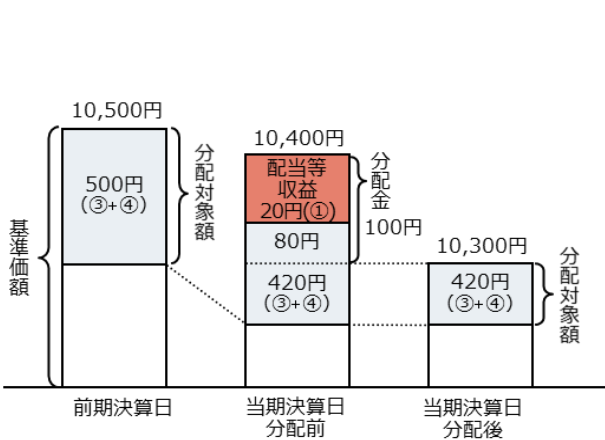 10,500円
500円
(③+④)
分配対象額
基準価額
前期決算日
10,400円
配当等
収益
20円(①)
80円
420円
(③+④)
分配金
100円
当期決算日
分配前
10,300円
420円
(③+④)
分配対象額
当期決算日
分配後